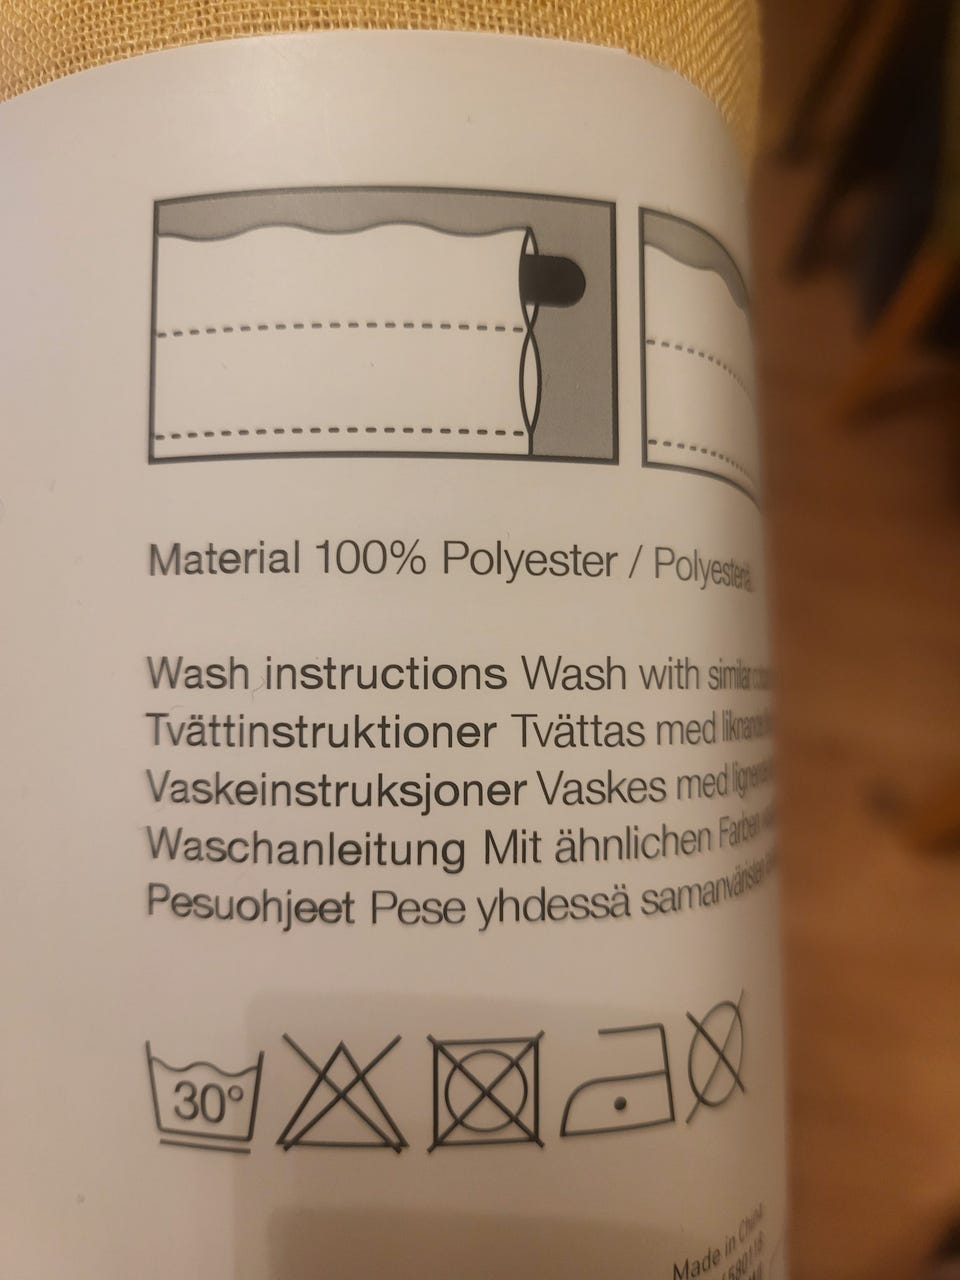 Material 100% Polyester / Polyesteriä
Wash instructions Wash with similar
Tvättinstruktioner Tvättas med liknande
Vaskeinstruksjoner Vaskes med lignende
Waschanleitung Mit ähnlichen Farben
Pesuohjeet Pese yhdessä samanväristen
30°
Made in China